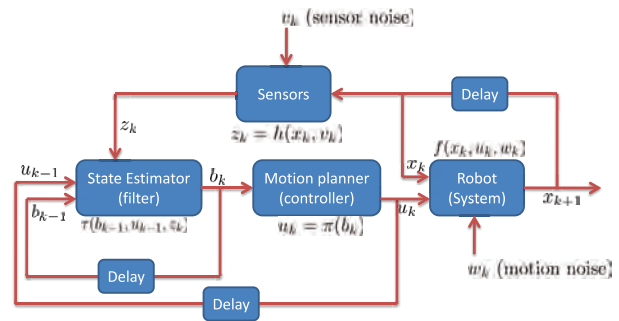 v_k (sensor noise)
Sensors
Delay
z_k = h(x_k, v_k)
z_k
f(x_k, u_k, w_k)
x_k
u_{k-1}
b_{k-1}
State Estimator
(filter)
τ(b_{k-1}, u_{k-1}, z_k)
b_k
Motion planner
(controller)
u_k = π(b_k)
u_k
Robot
(System)
x_{k+1}
Delay
w_k (motion noise)
Delay